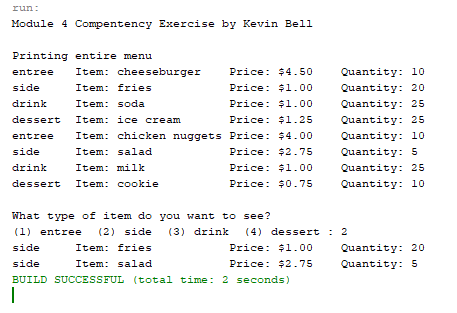 run:
Module 4 Compentency Exercise by Kevin Bell
Printing entire menu
entree Item: cheeseburger Price: $4.50 Quantity: 10
side Item: fries Price: $1.00 Quantity: 20
drink Item: soda Price: $1.00 Quantity: 25
dessert Item: ice cream Price: $1.25 Quantity: 25
entree Item: chicken nuggets Price: $4.00 Quantity: 10
side Item: salad Price: $2.75 Quantity: 5
drink Item: milk Price: $1.00 Quantity: 25
dessert Item: cookie Price: $0.75 Quantity: 10
What type of item do you want to see?
(1) entree (2) side (3) drink (4) dessert : 2
side Item: fries Price: $1.00 Quantity: 20
side Item: salad Price: $2.75 Quantity: 5
BUILD SUCCESSFUL (total time: 2 seconds)